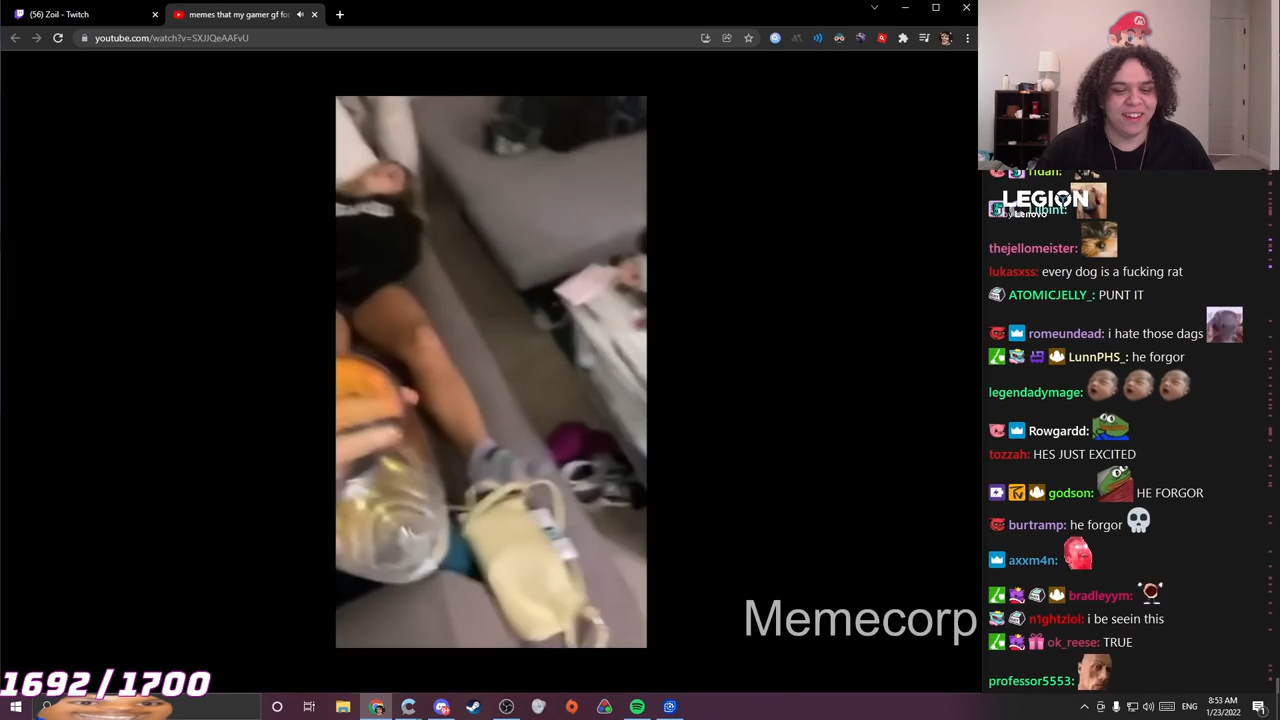 (56) Zoil - Twitch
memes that my gamer gf for
youtube.com/watch?v=SXJJQeAAFvU
LEGION
by Lenovo
thejellomeister:
lukasxss: every dog is a fucking rat
ATOMICJELLY_: PUNT IT
romeundead: i hate those dags
LunnPHS_: he forgor
legendadymage:
Rowgardd:
tozzah: HES JUST EXCITED
godson: HE FORGOR
burtramp: he forgor
axxm4n:
bradleyym:
n1ghtzlol: i be seein this
ok_reese: TRUE
professor5553:
Memecorp
1692/1700
ENG
8:53 AM
1/23/2022